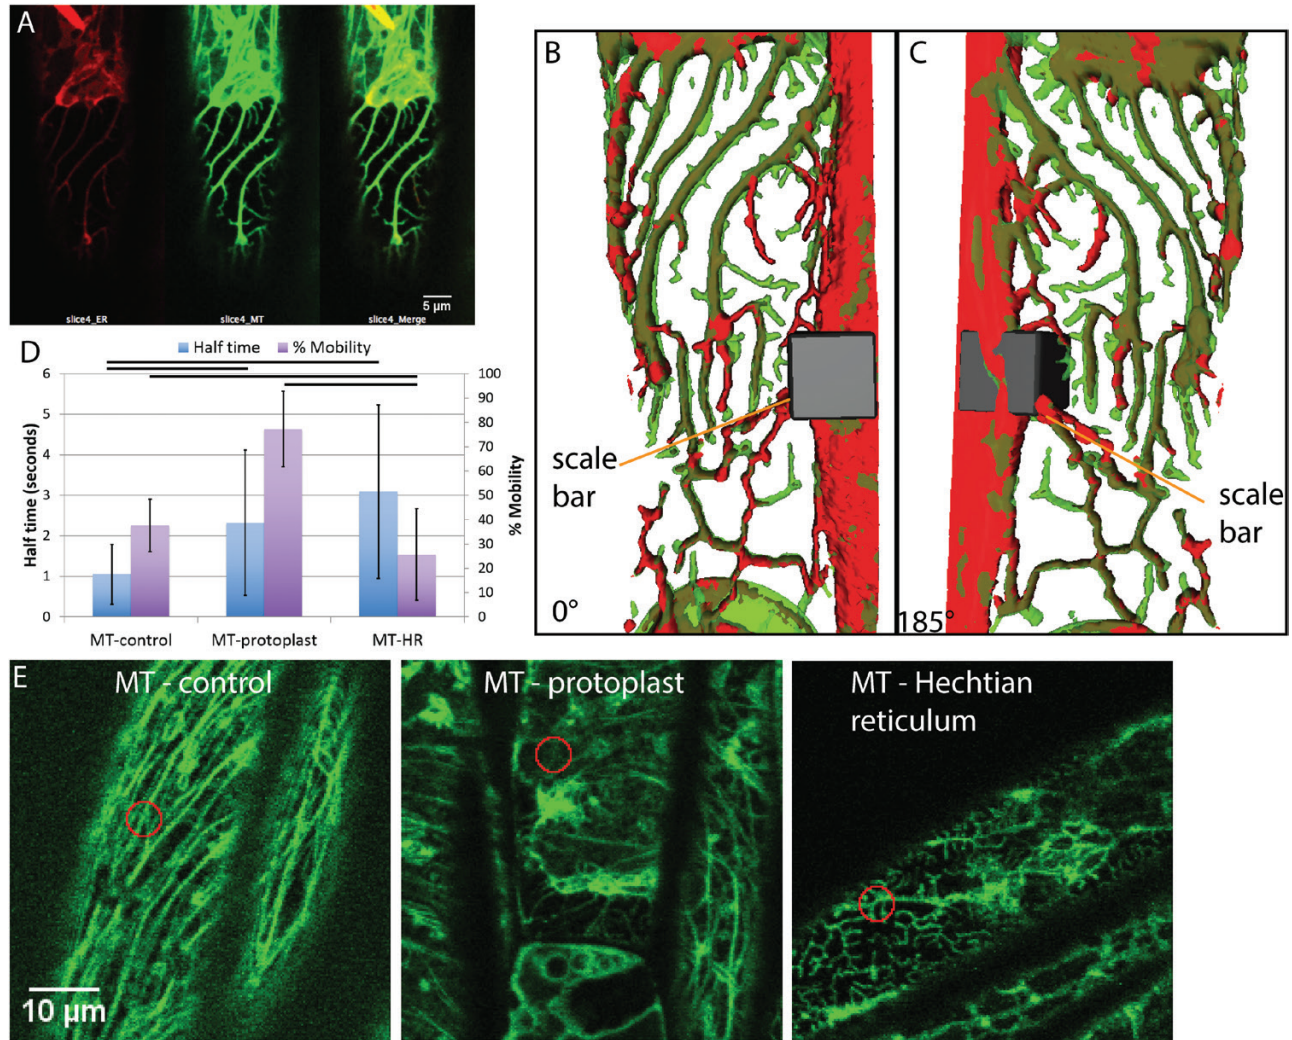 A
5 µm
slice4_ER
slice4_MT
slice4_Merge
B
C
scale
bar
scale
bar
0°
185°
D
Half time
% Mobility
6
5
4
3
2
1
0
Half time (seconds)
100
90
80
70
60
50
40
30
20
10
0
% Mobility
MT-control
MT-protoplast
MT-HR
E
MT - control
10 µm
MT - protoplast
MT - Hechtian
reticulum